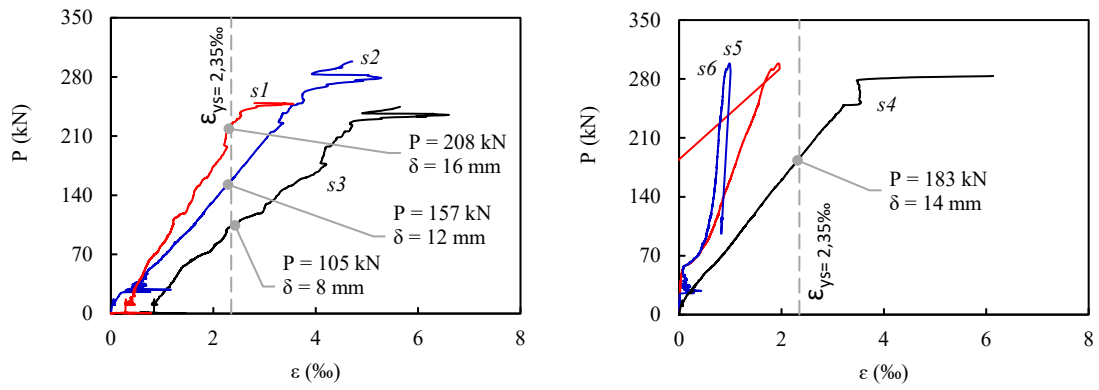 350
280
210
140
70
0
P (kN)
0
2
4
6
8
ε (‰)
εys= 2,35‰
s1
s2
s3
P = 208 kN
δ = 16 mm
P = 157 kN
δ = 12 mm
P = 105 kN
δ = 8 mm
350
280
210
140
70
0
P (kN)
0
2
4
6
8
ε (‰)
s5
s6
s4
εys= 2,35‰
P = 183 kN
δ = 14 mm